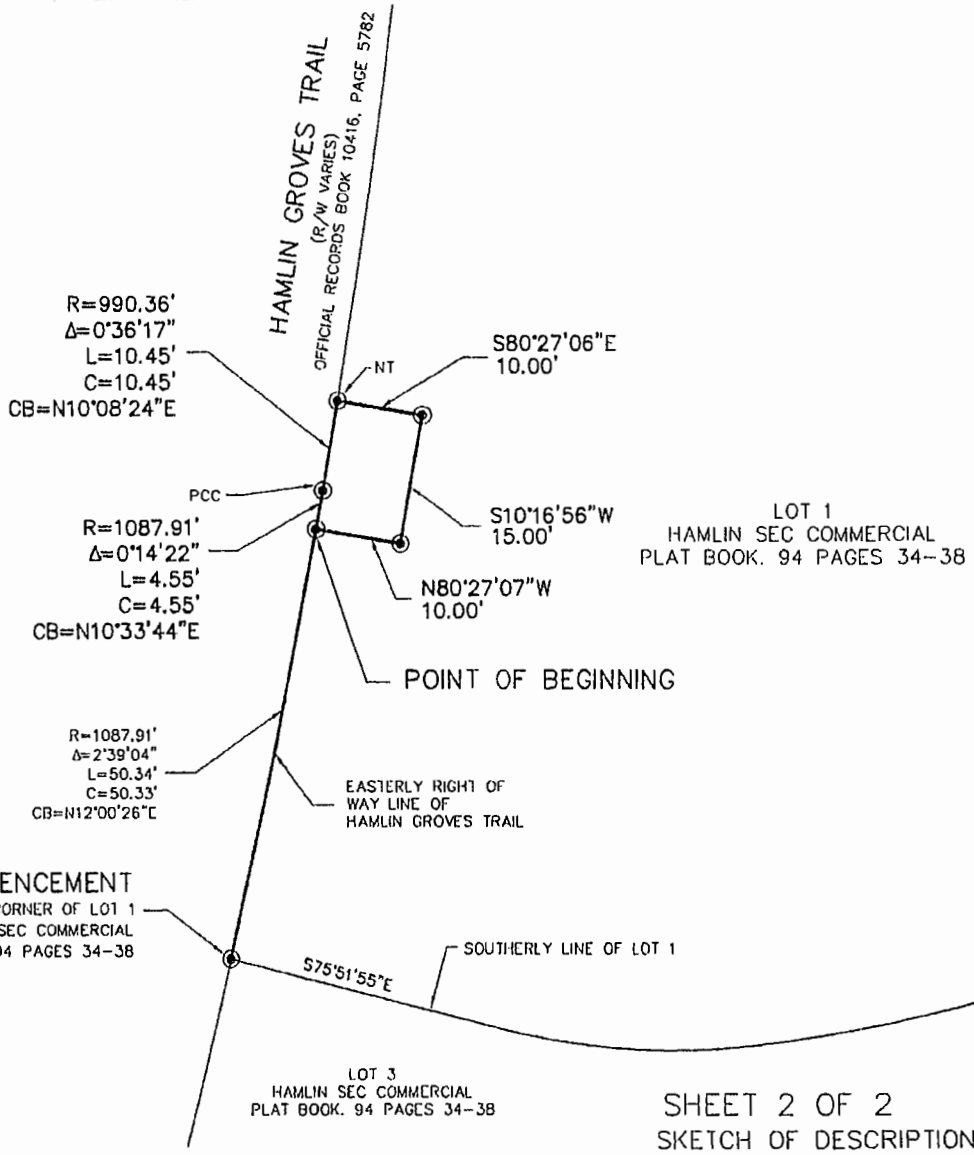 HAMLIN GROVES TRAIL
(R/W VARIES)
OFFICIAL RECORDS BOOK 10416, PAGE 5782
R=990.36'
Δ=0°36'17"
L=10.45'
C=10.45'
CB=N10°08'24"E
NT
S80°27'06"E
10.00'
PCC
R=1087.91'
Δ=0°14'22"
L=4.55'
C=4.55'
CB=N10°33'44"E
S10°16'56"W
15.00'
N80°27'07"W
10.00'
LOT 1
HAMLIN SEC COMMERCIAL
PLAT BOOK. 94 PAGES 34-38
POINT OF BEGINNING
R=1087.91'
Δ=2°39'04"
L=50.34'
C=50.33'
CB=N12°00'26"E
EASTERLY RIGHT OF
WAY LINE OF
HAMLIN GROVES TRAIL
ENCEMENT
CORNER OF LOT 1
SEC COMMERCIAL
94 PAGES 34-38
S75°51'55"E
SOUTHERLY LINE OF LOT 1
LOT 3
HAMLIN SEC COMMERCIAL
PLAT BOOK. 94 PAGES 34-38
SHEET 2 OF 2
SKETCH OF DESCRIPTION